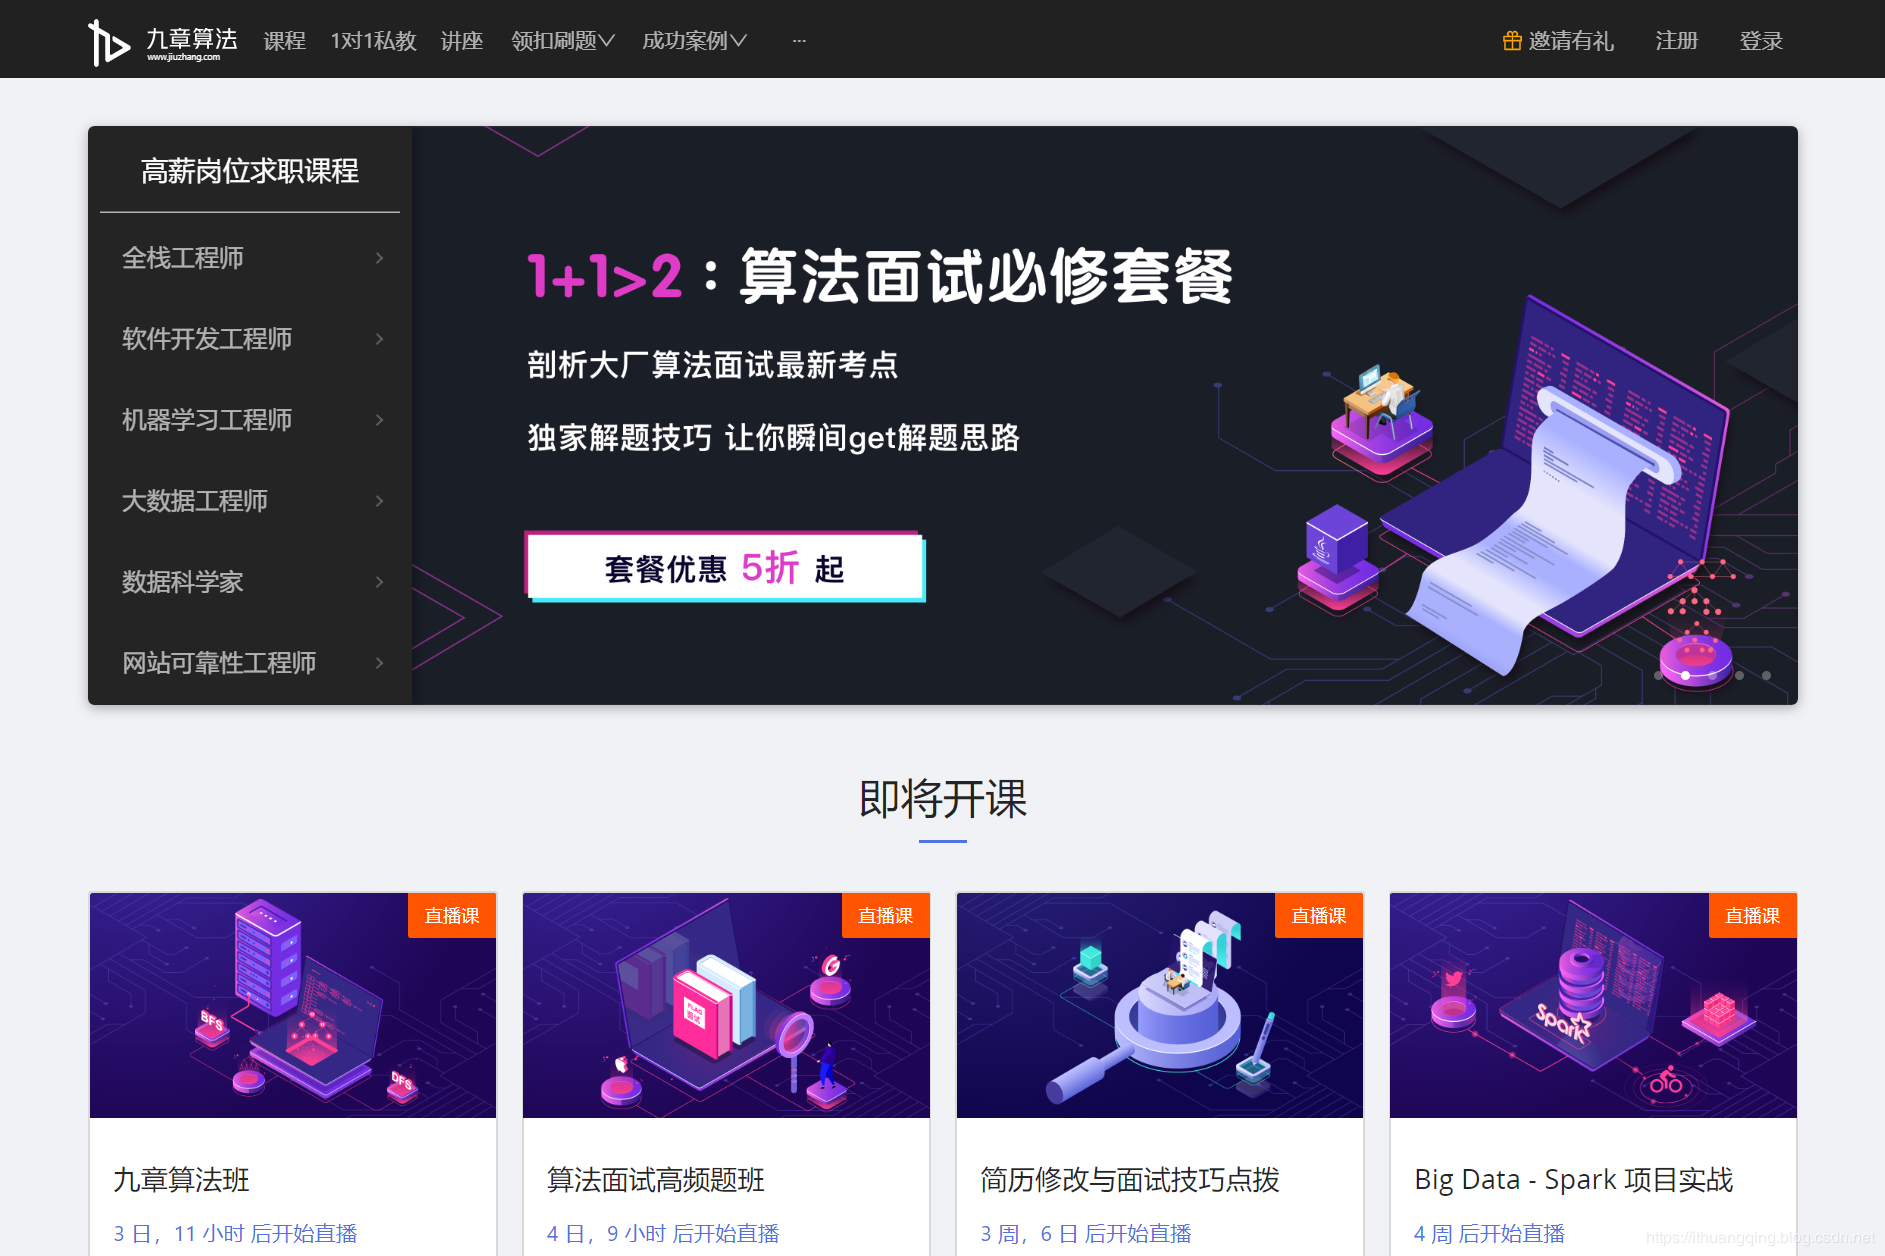 九章算法
www.jiuzhang.com
课程
1对1私教
讲座
领扣刷题
成功案例
...
邀请有礼
注册
登录
高薪岗位求职课程
全栈工程师
软件开发工程师
机器学习工程师
大数据工程师
数据科学家
网站可靠性工程师
1+1>2：算法面试必修套餐
剖析大厂算法面试最新考点
独家解题技巧 让你瞬间get解题思路
套餐优惠 5折 起
即将开课
直播课
BFS
DFS
九章算法班
3 日，11 小时 后开始直播
直播课
FLAG
面试
算法面试高频题班
4 日，9 小时 后开始直播
直播课
简历修改与面试技巧点拨
3 周，6 日 后开始直播
直播课
Spark
Big Data - Spark 项目实战
4 周 后开始直播
https://ithuangqing.blog.csdn.net